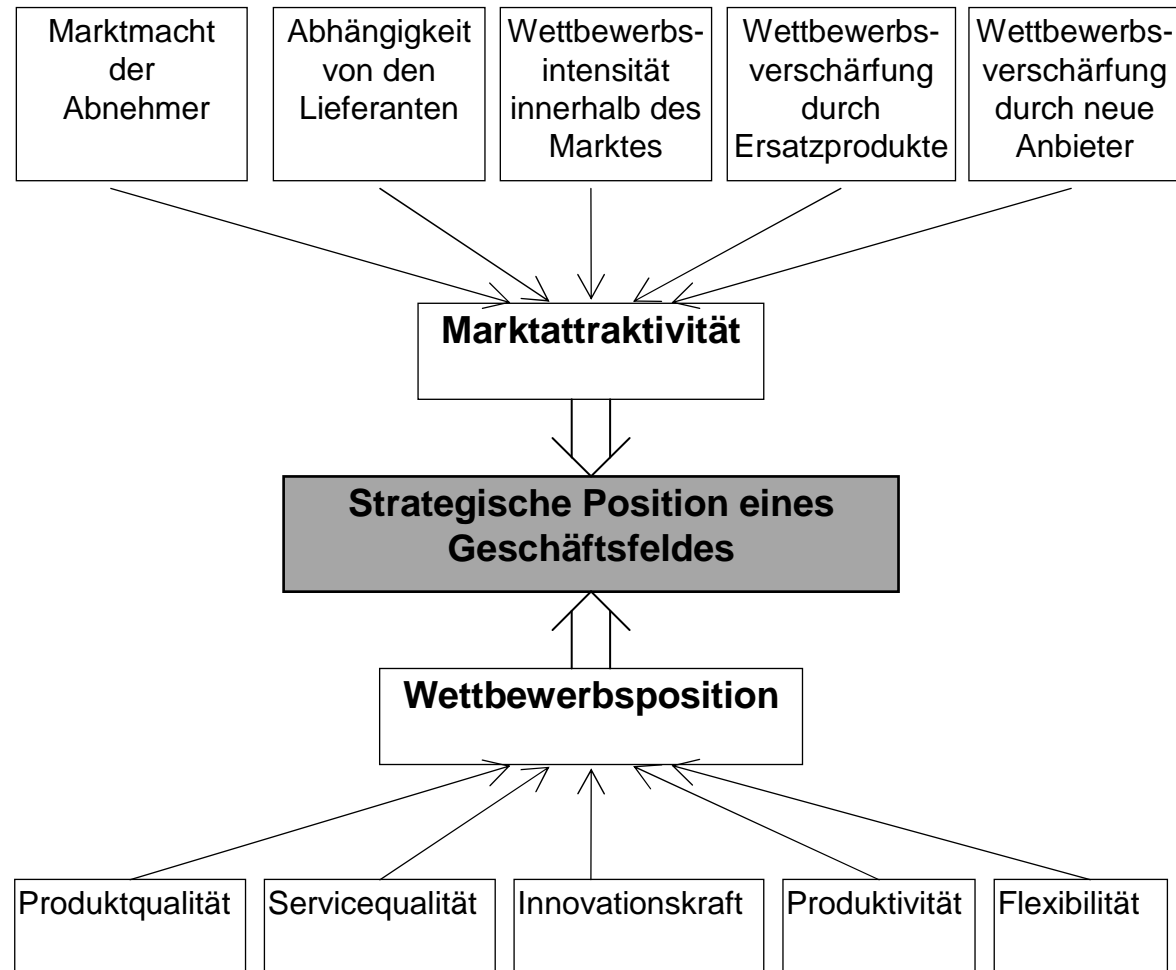 Marktmacht
der
Abnehmer
Abhängigkeit
von den
Lieferanten
Wettbewerbs-
intensität
innerhalb des
Marktes
Wettbewerbs-
verschärfung
durch
Ersatzprodukte
Wettbewerbs-
verschärfung
durch neue
Anbieter
Marktattraktivität
Strategische Position eines
Geschäftsfeldes
Wettbewerbsposition
Produktqualität
Servicequalität
Innovationskraft
Produktivität
Flexibilität